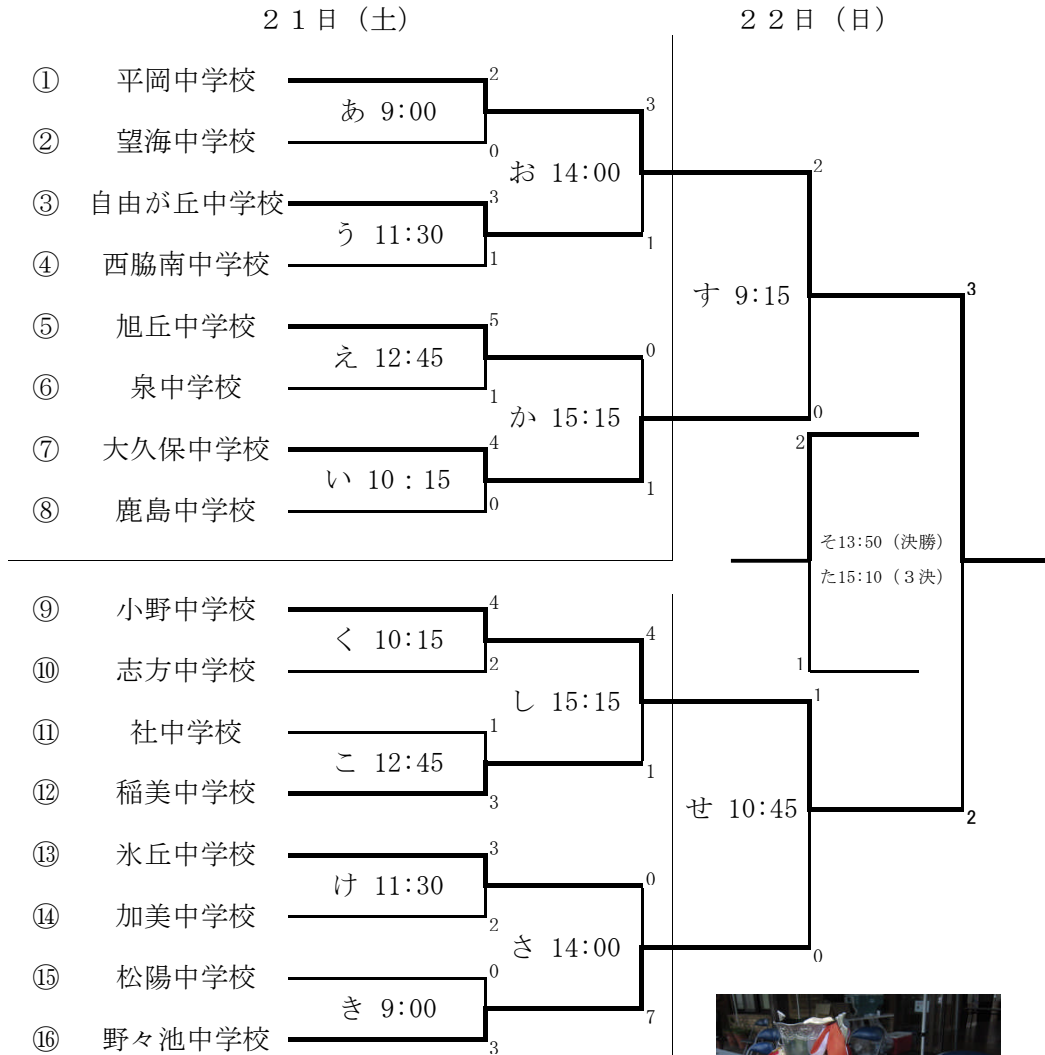 ２１日（土）　２２日（日）
① 平岡中学校 2
あ 9:00 3
② 望海中学校 0
お 14:00 2
③ 自由が丘中学校 3
う 11:30 1
④ 西脇南中学校 1
す 9:15 3
⑤ 旭丘中学校 5
え 12:45 0
⑥ 泉中学校 1
か 15:15 0
⑦ 大久保中学校 4 2
い 10：15 1
⑧ 鹿島中学校 0
そ13:50（決勝）
た15:10（３決）
⑨ 小野中学校 4
く 10:15 4
⑩ 志方中学校 2 1
し 15:15 1
⑪ 社中学校 1
こ 12:45 1
⑫ 稲美中学校 3
せ 10:45 2
⑬ 氷丘中学校 3
け 11:30 0
⑭ 加美中学校 2
さ 14:00 0
⑮ 松陽中学校 0
き 9:00 7
⑯ 野々池中学校 3